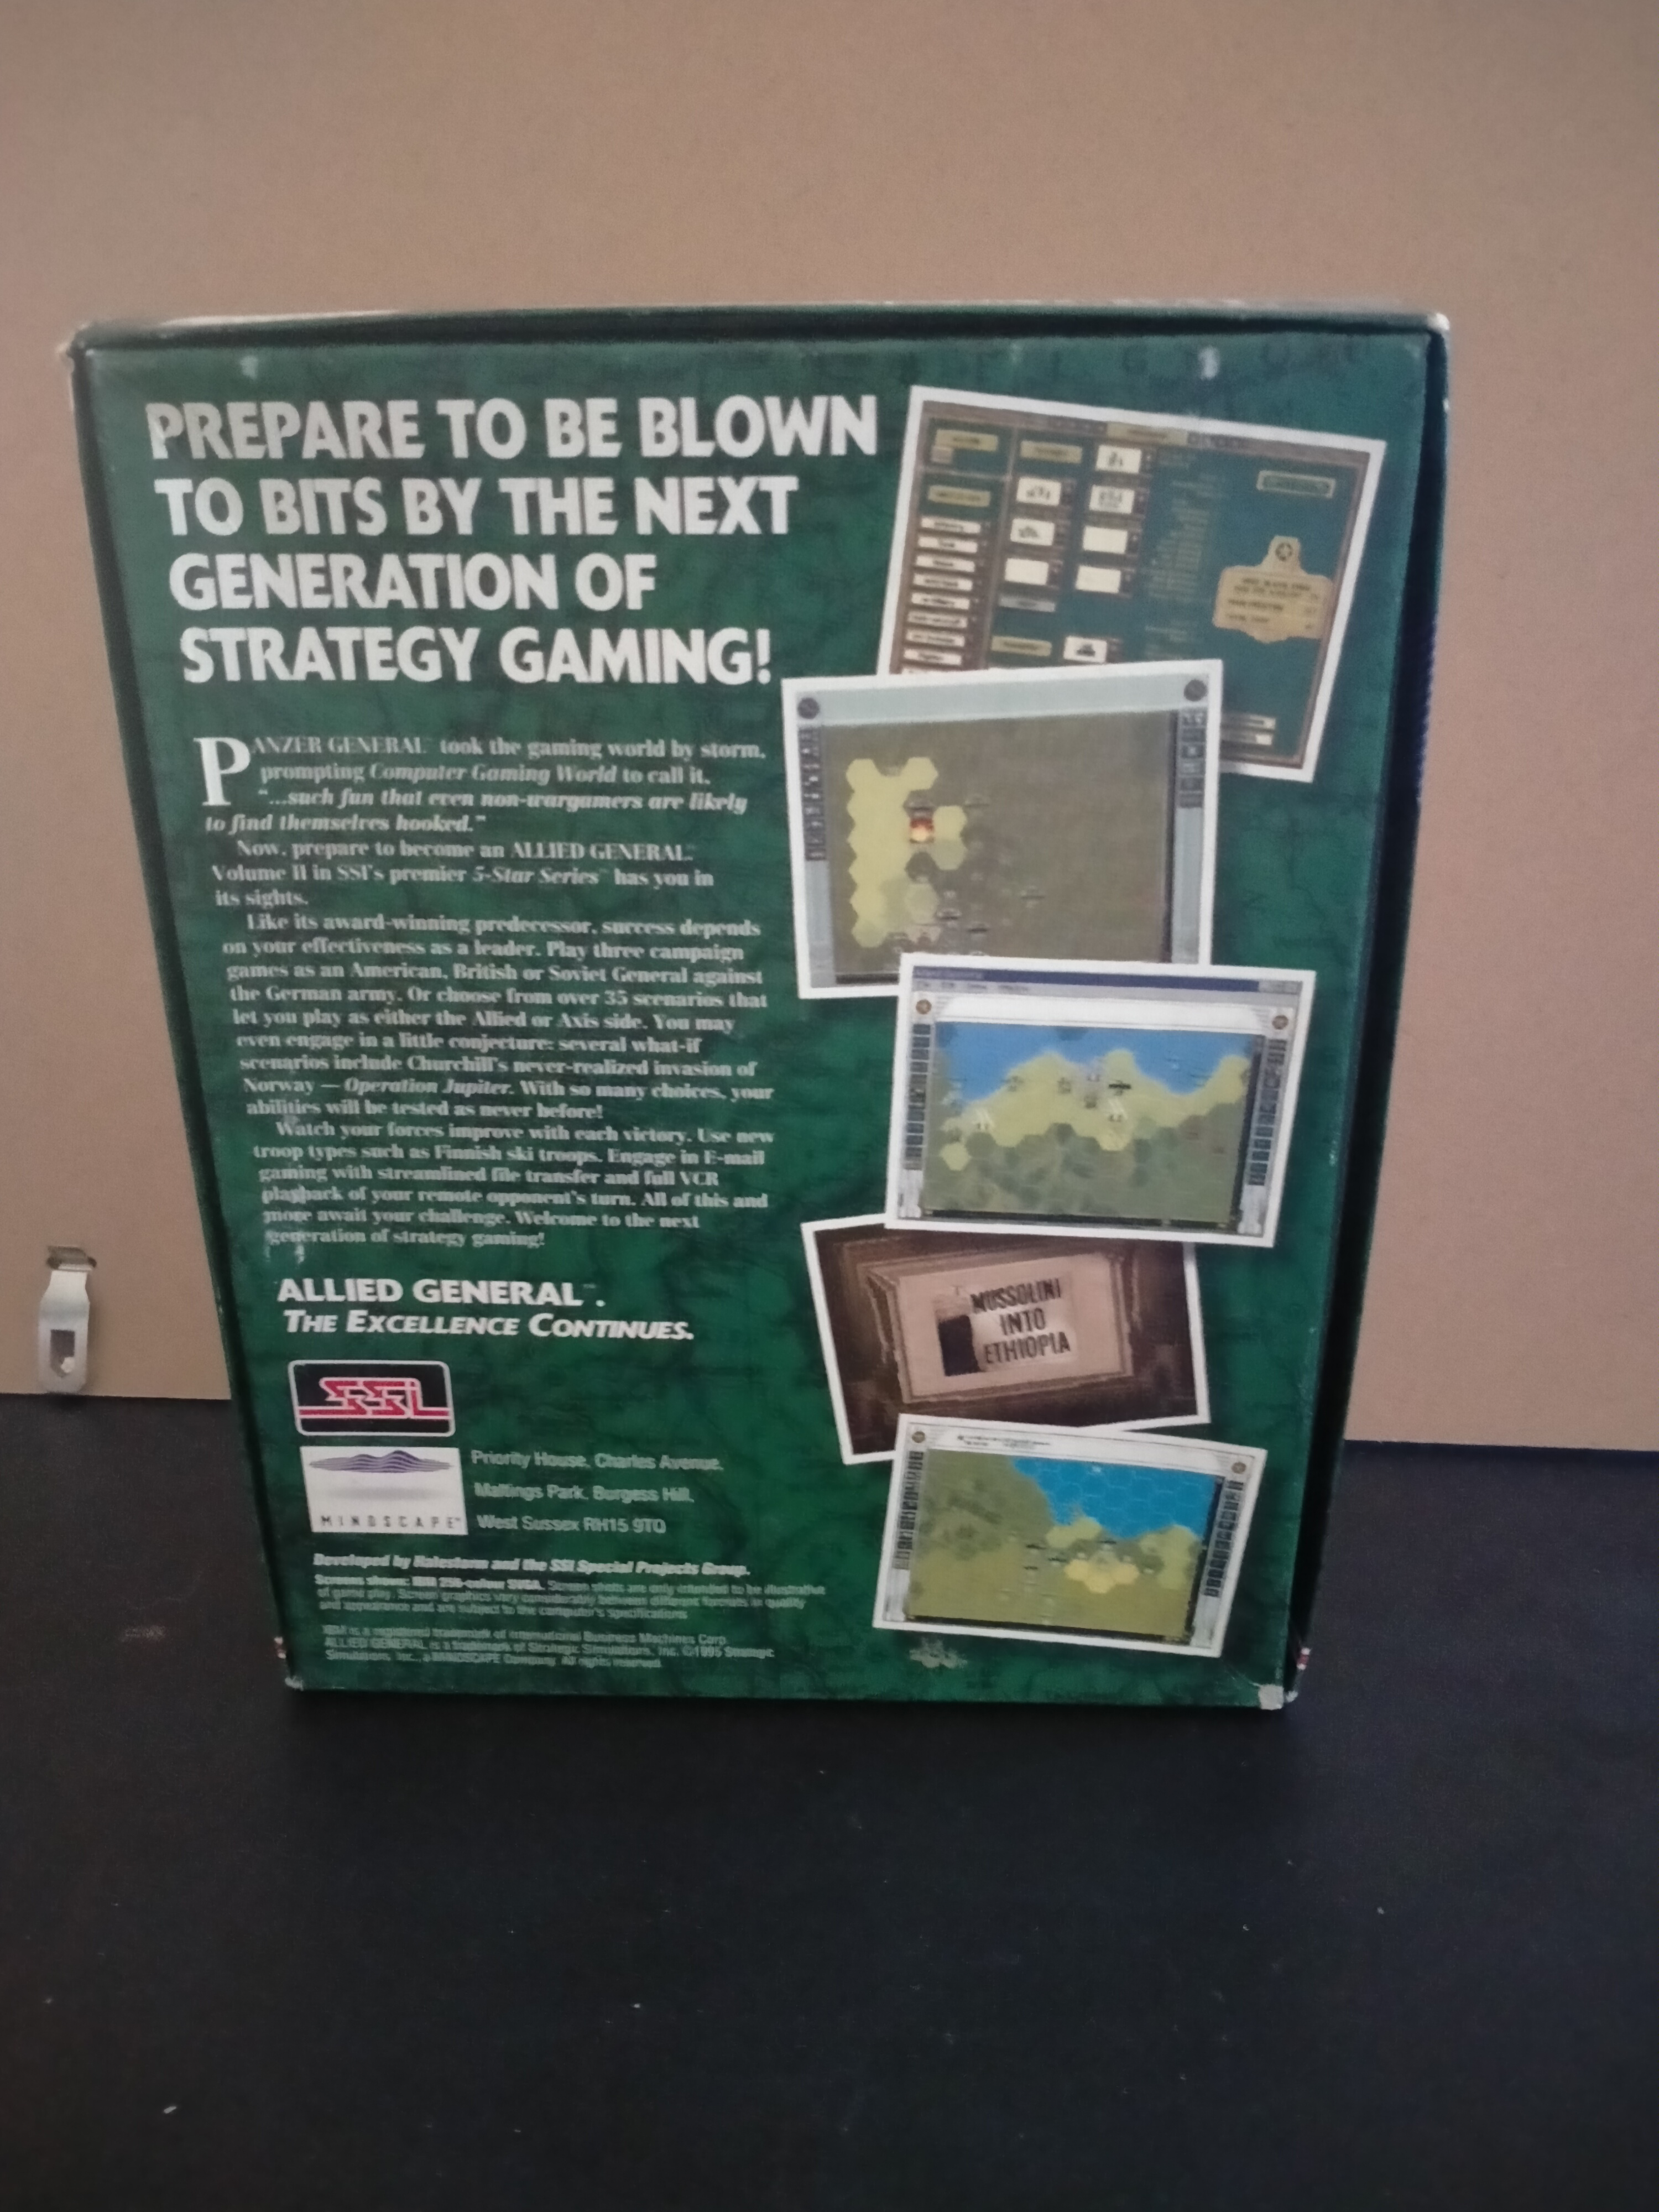 PREPARE TO BE BLOWN
TO BITS BY THE NEXT
GENERATION OF
STRATEGY GAMING!
PANZER GENERAL™ took the gaming world by storm,
prompting Computer Gaming World to call it,
"...such fun that even non-wargamers are likely
to find themselves hooked."
Now, prepare to become an ALLIED GENERAL™.
Volume II in SSI's premier 5-Star Series™ has you in
its sights.
Like its award-winning predecessor, success depends
on your effectiveness as a leader. Play three campaign
games as an American, British or Soviet General against
the German army. Or choose from over 35 scenarios that
let you play as either the Allied or Axis side. You may
even engage in a little conjecture: several what-if
scenarios include Churchill's never-realized invasion of
Norway — Operation Jupiter. With so many choices, your
abilities will be tested as never before!
Watch your forces improve with each victory. Use new
troop types such as Finnish ski troops. Engage in E-mail
gaming with streamlined file transfer and full VCR
playback of your remote opponent's turn. All of this and
more await your challenge. Welcome to the next
generation of strategy gaming!
ALLIED GENERAL™.
THE EXCELLENCE CONTINUES.
SSI
MINDSCAPE™
Priority House, Charles Avenue,
Maltings Park, Burgess Hill,
West Sussex RH15 9TQ
Developed by Halestorm and the SSI Special Projects Group.
Screens shown: IBM 256-colour SVGA. Screen shots are only intended to be illustrative
of game play. Screen graphics vary considerably between different formats in quality
and appearance and are subject to the computer's specifications.
IBM is a registered trademark of International Business Machines Corp.
ALLIED GENERAL is a trademark of Strategic Simulations, Inc. ©1995 Strategic
Simulations, Inc., a MINDSCAPE Company. All rights reserved.
MUSSOLINI
INTO
ETHIOPIA